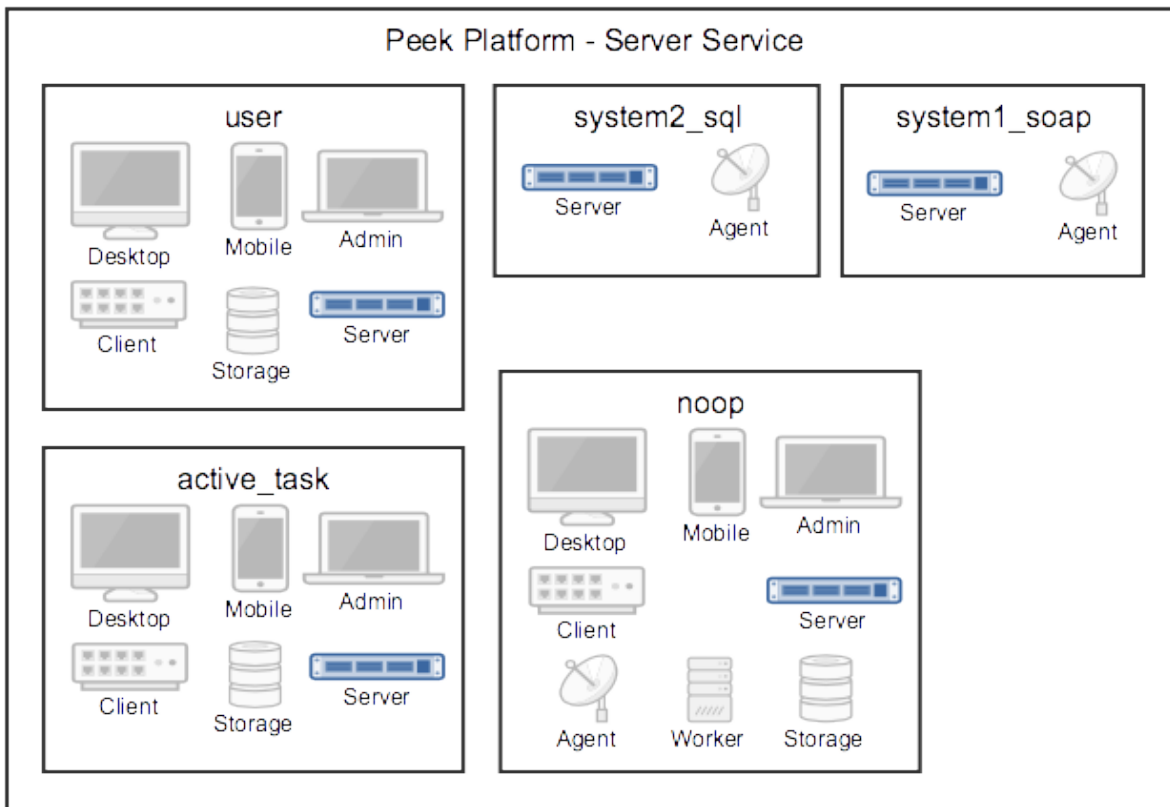 Peek Platform - Server Service
user
Desktop
Mobile
Admin
Client
Storage
Server
system2_sql
Server
Agent
system1_soap
Server
Agent
active_task
Desktop
Mobile
Admin
Client
Storage
Server
noop
Desktop
Mobile
Admin
Client
Server
Agent
Worker
Storage